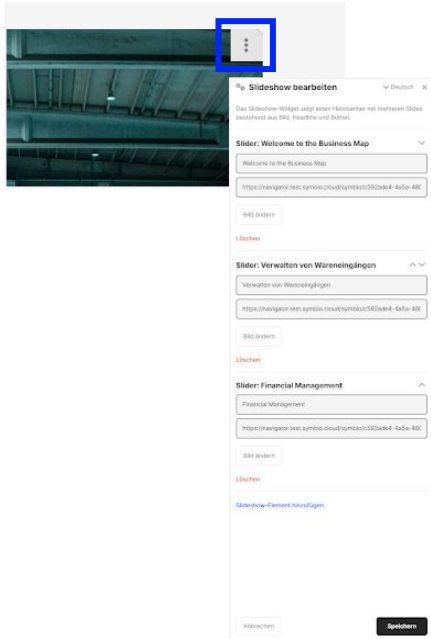 Slideshow bearbeiten
Deutsch
Das Slideshow-Widget zeigt einen Herobanner mit mehreren Slides
bestehend aus Bild, Headline und Button.
Slider: Welcome to the Business Map
Welcome to the Business Map
https://navigator.test.symbio.cloud/symbio/c592ade4-4a5a-480
Bild ändern
Löschen
Slider: Verwalten von Wareneingängen
Verwalten von Wareneingängen
https://navigator.test.symbio.cloud/symbio/c592ade4-4a5a-480
Bild ändern
Löschen
Slider: Financial Management
Financial Management
https://navigator.test.symbio.cloud/symbio/c592ade4-4a5a-480
Bild ändern
Löschen
Slideshow-Element hinzufügen
Abbrechen
Speichern